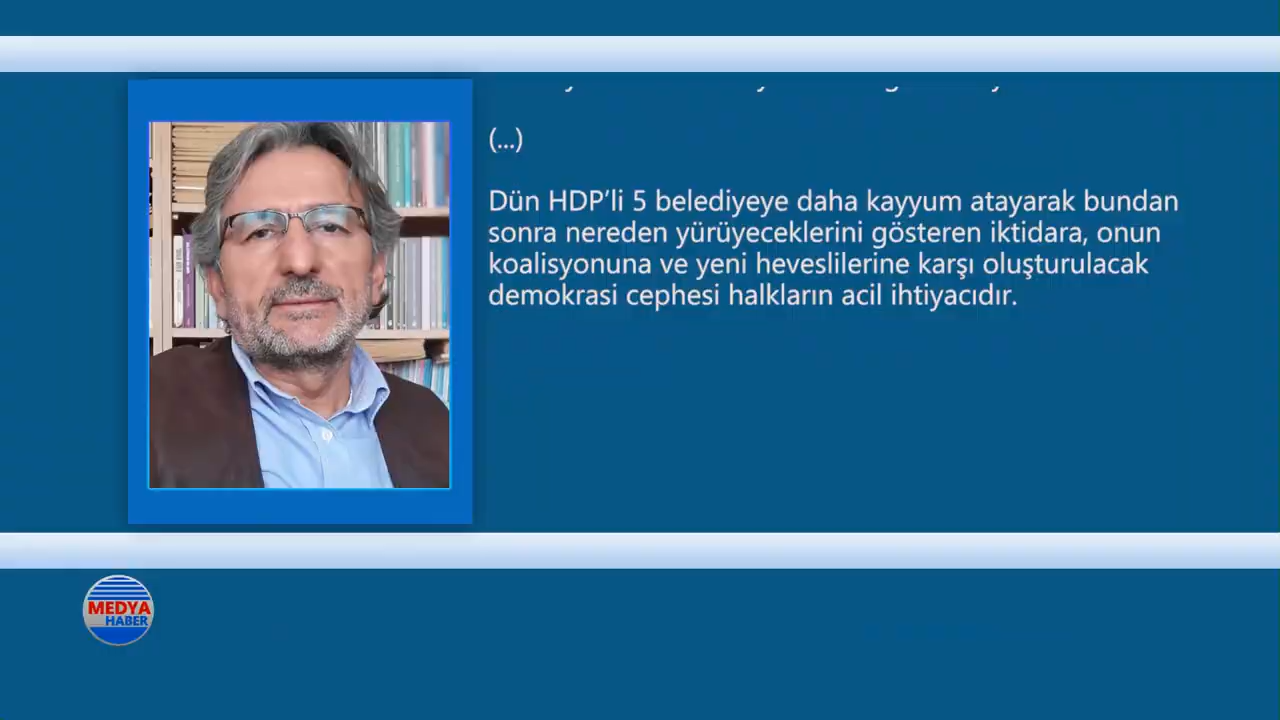 (...)
Dün HDP’li 5 belediyeye daha kayyum atayarak bundan
sonra nereden yürüyeceklerini gösteren iktidara, onun
koalisyonuna ve yeni heveslilerine karşı oluşturulacak
demokrasi cephesi halkların acil ihtiyacıdır.
MEDYA
HABER